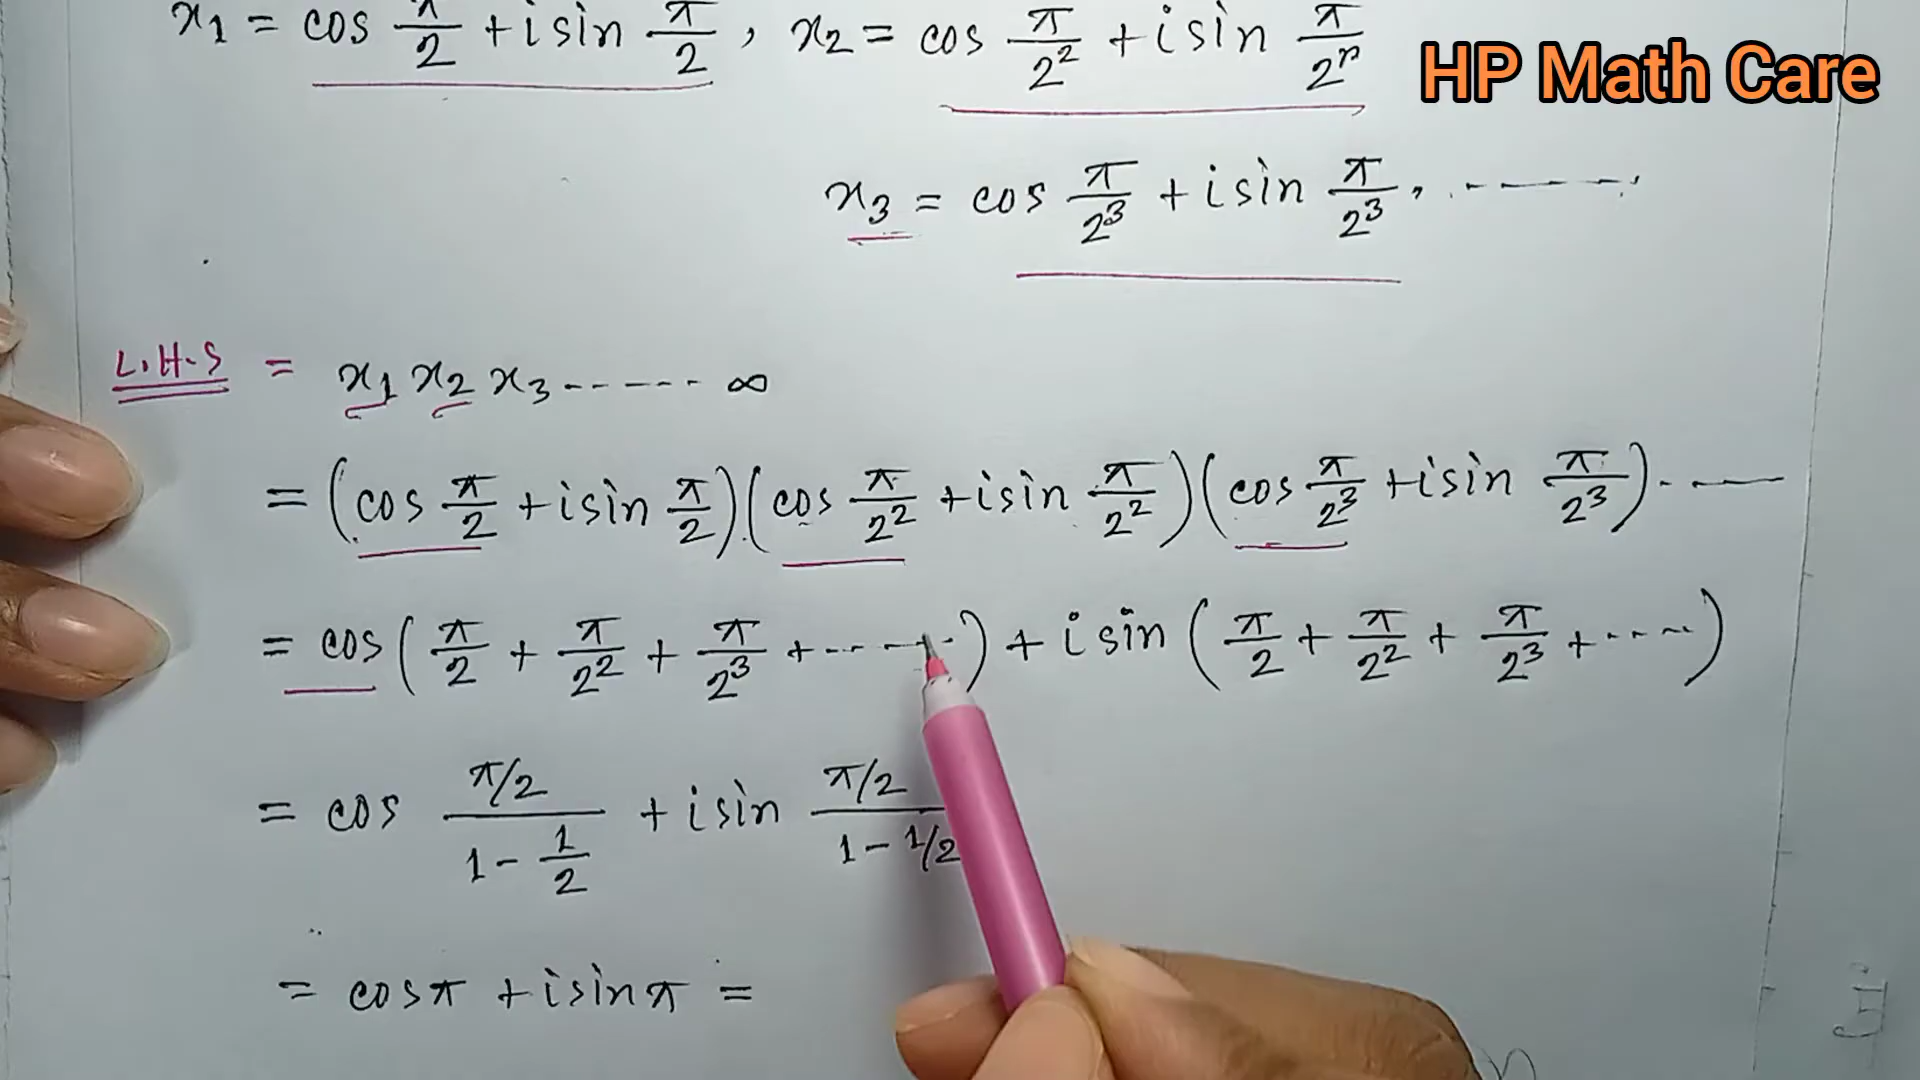 x₁ = cos π/2 + i sin π/2 , x₂ = cos π/2² + i sin π/2ⁿ
HP Math Care
x₃ = cos π/2³ + i sin π/2³ , ------
L.H.S = x₁ x₂ x₃ ------ ∞
= (cos π/2 + i sin π/2)(cos π/2² + i sin π/2²)(cos π/2³ + i sin π/2³) ----
= cos (π/2 + π/2² + π/2³ + ------) + i sin (π/2 + π/2² + π/2³ + -----)
= cos (π/2)/(1 - 1/2) + i sin (π/2)/(1 - 1/2)
= cosπ + i sinπ =